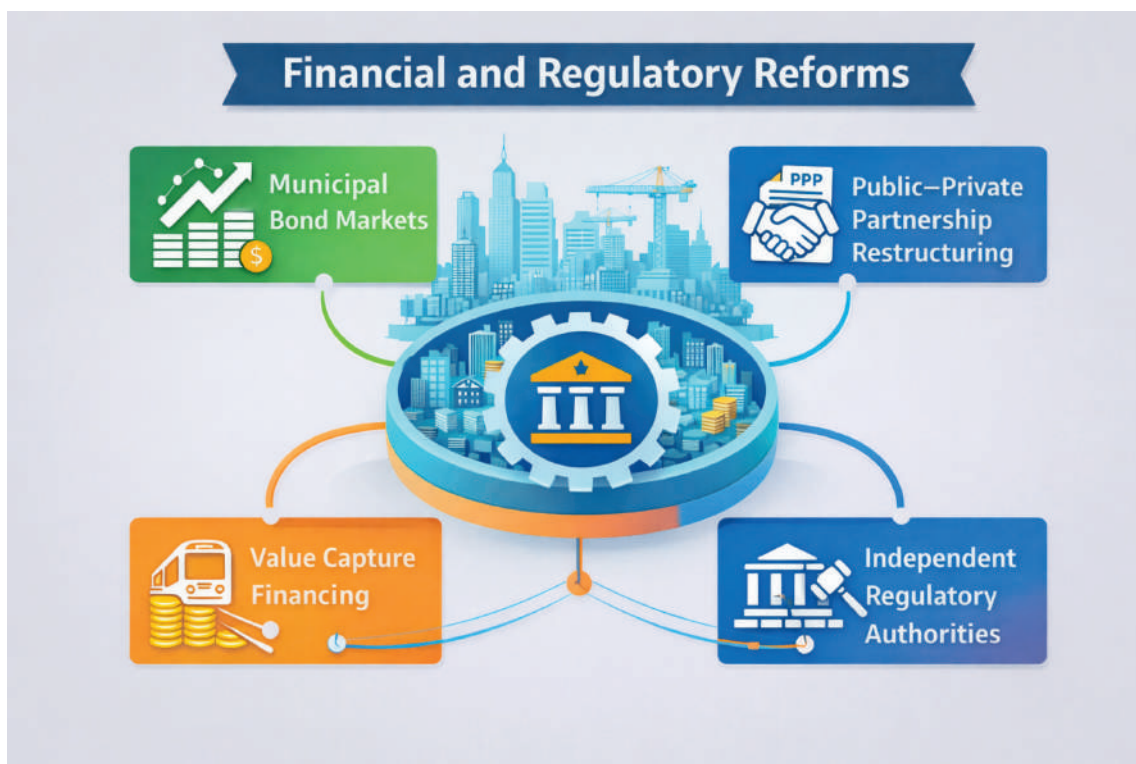 Financial and Regulatory Reforms
Municipal
Bond Markets
$
PPP
Public–Private
Partnership
Restructuring
Value Capture
Financing
Independent
Regulatory
Authorities